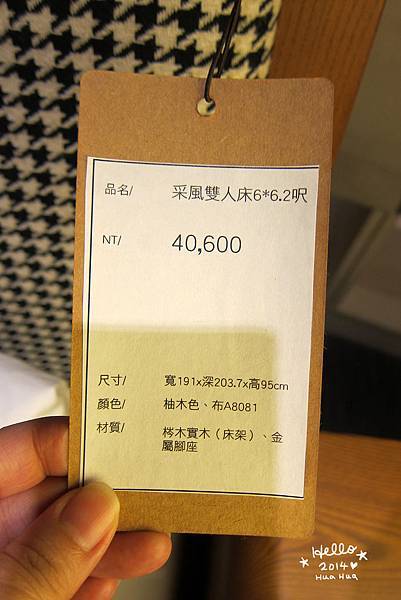 品名/ 采風雙人床6*6.2呎
NT/ 40,600
尺寸/ 寬191x深203.7x高95cm
顏色/ 柚木色、布A8081
材質/ 梣木實木（床架）、金
屬腳座
Hello
2014
Hua Hua